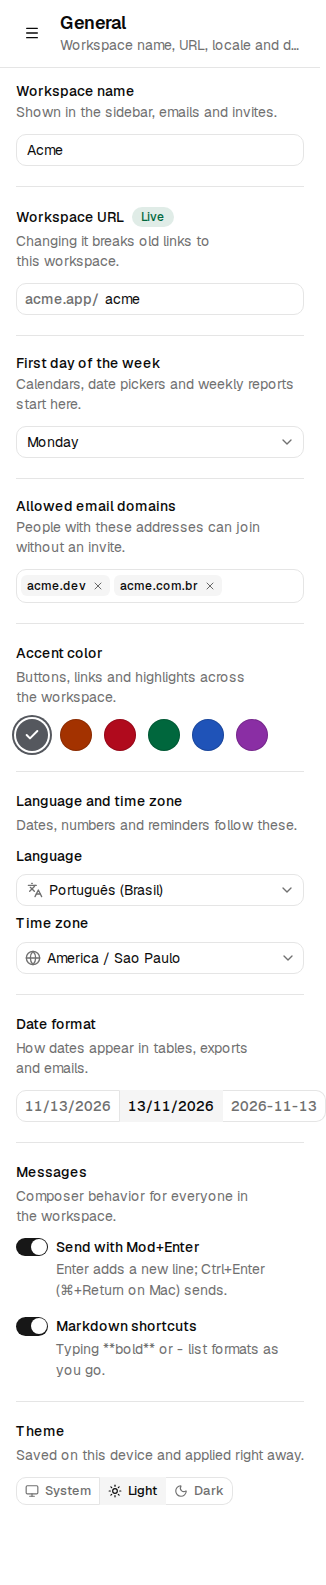 General
Workspace name, URL, locale and d…
Workspace name
Shown in the sidebar, emails and invites.
Acme
Workspace URL Live
Changing it breaks old links to
this workspace.
acme.app/ acme
First day of the week
Calendars, date pickers and weekly reports
start here.
Monday
Allowed email domains
People with these addresses can join
without an invite.
acme.dev acme.com.br
Accent color
Buttons, links and highlights across
the workspace.
Language and time zone
Dates, numbers and reminders follow these.
Language
Português (Brasil)
Time zone
America / Sao Paulo
Date format
How dates appear in tables, exports
and emails.
11/13/2026 13/11/2026 2026-11-13
Messages
Composer behavior for everyone in
the workspace.
Send with Mod+Enter
Enter adds a new line; Ctrl+Enter
(⌘+Return on Mac) sends.
Markdown shortcuts
Typing **bold** or - list formats as
you go.
Theme
Saved on this device and applied right away.
System Light Dark